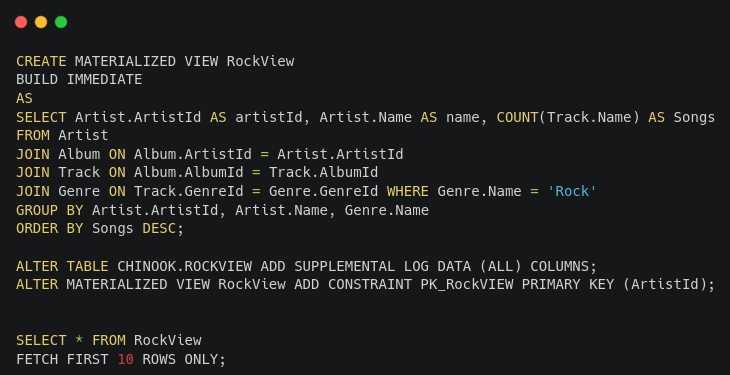 CREATE MATERIALIZED VIEW RockView
BUILD IMMEDIATE
AS
SELECT Artist.ArtistId AS artistId, Artist.Name AS name, COUNT(Track.Name) AS Songs
FROM Artist
JOIN Album ON Album.ArtistId = Artist.ArtistId
JOIN Track ON Album.AlbumId = Track.AlbumId
JOIN Genre ON Track.GenreId = Genre.GenreId WHERE Genre.Name = 'Rock'
GROUP BY Artist.ArtistId, Artist.Name, Genre.Name
ORDER BY Songs DESC;
ALTER TABLE CHINOOK.ROCKVIEW ADD SUPPLEMENTAL LOG DATA (ALL) COLUMNS;
ALTER MATERIALIZED VIEW RockView ADD CONSTRAINT PK_RockVIEW PRIMARY KEY (ArtistId);
SELECT * FROM RockView
FETCH FIRST 10 ROWS ONLY;